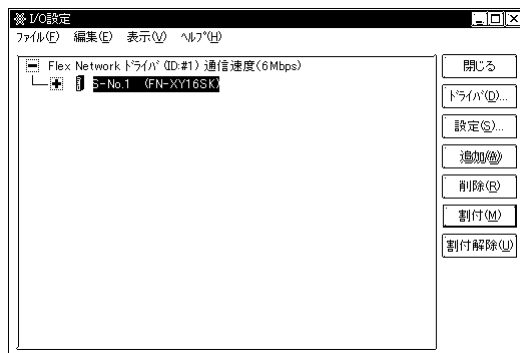 I/O設定
ﾌｧｲﾙ(F) 編集(E) 表示(V) ﾍﾙﾌﾟ(H)
Flex Network ﾄﾞﾗｲﾊﾞ (ID:#1) 通信速度(6Mbps)
S-No.1 (FN-XY16SK)
閉じる
ﾄﾞﾗｲﾊﾞ(D)...
設定(S)...
追加(A)
削除(R)
割付(M)
割付解除(U)